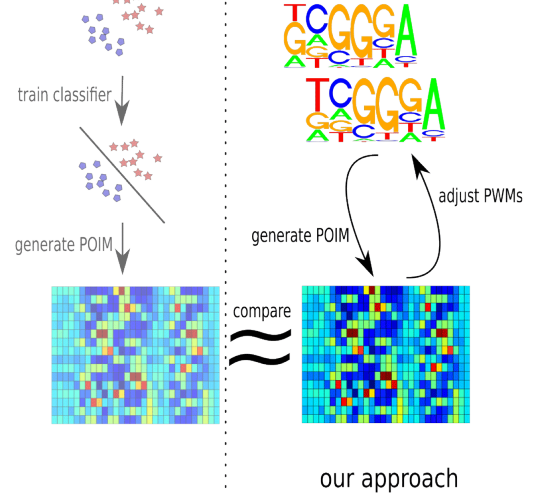 train classifier
generate POIM
TCGGGA
TCGGGA
generate POIM
adjust PWMs
compare
our approach